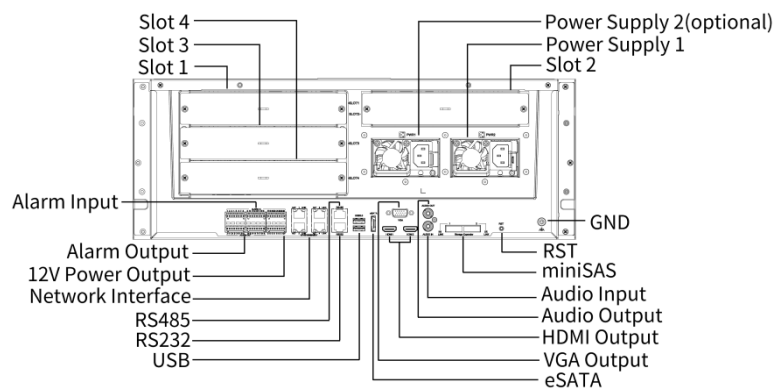 Slot 4
Slot 3
Slot 1
Power Supply 2(optional)
Power Supply 1
Slot 2
Alarm Input
Alarm Output
12V Power Output
Network Interface
RS485
RS232
USB
GND
RST
miniSAS
Audio Input
Audio Output
HDMI Output
VGA Output
eSATA